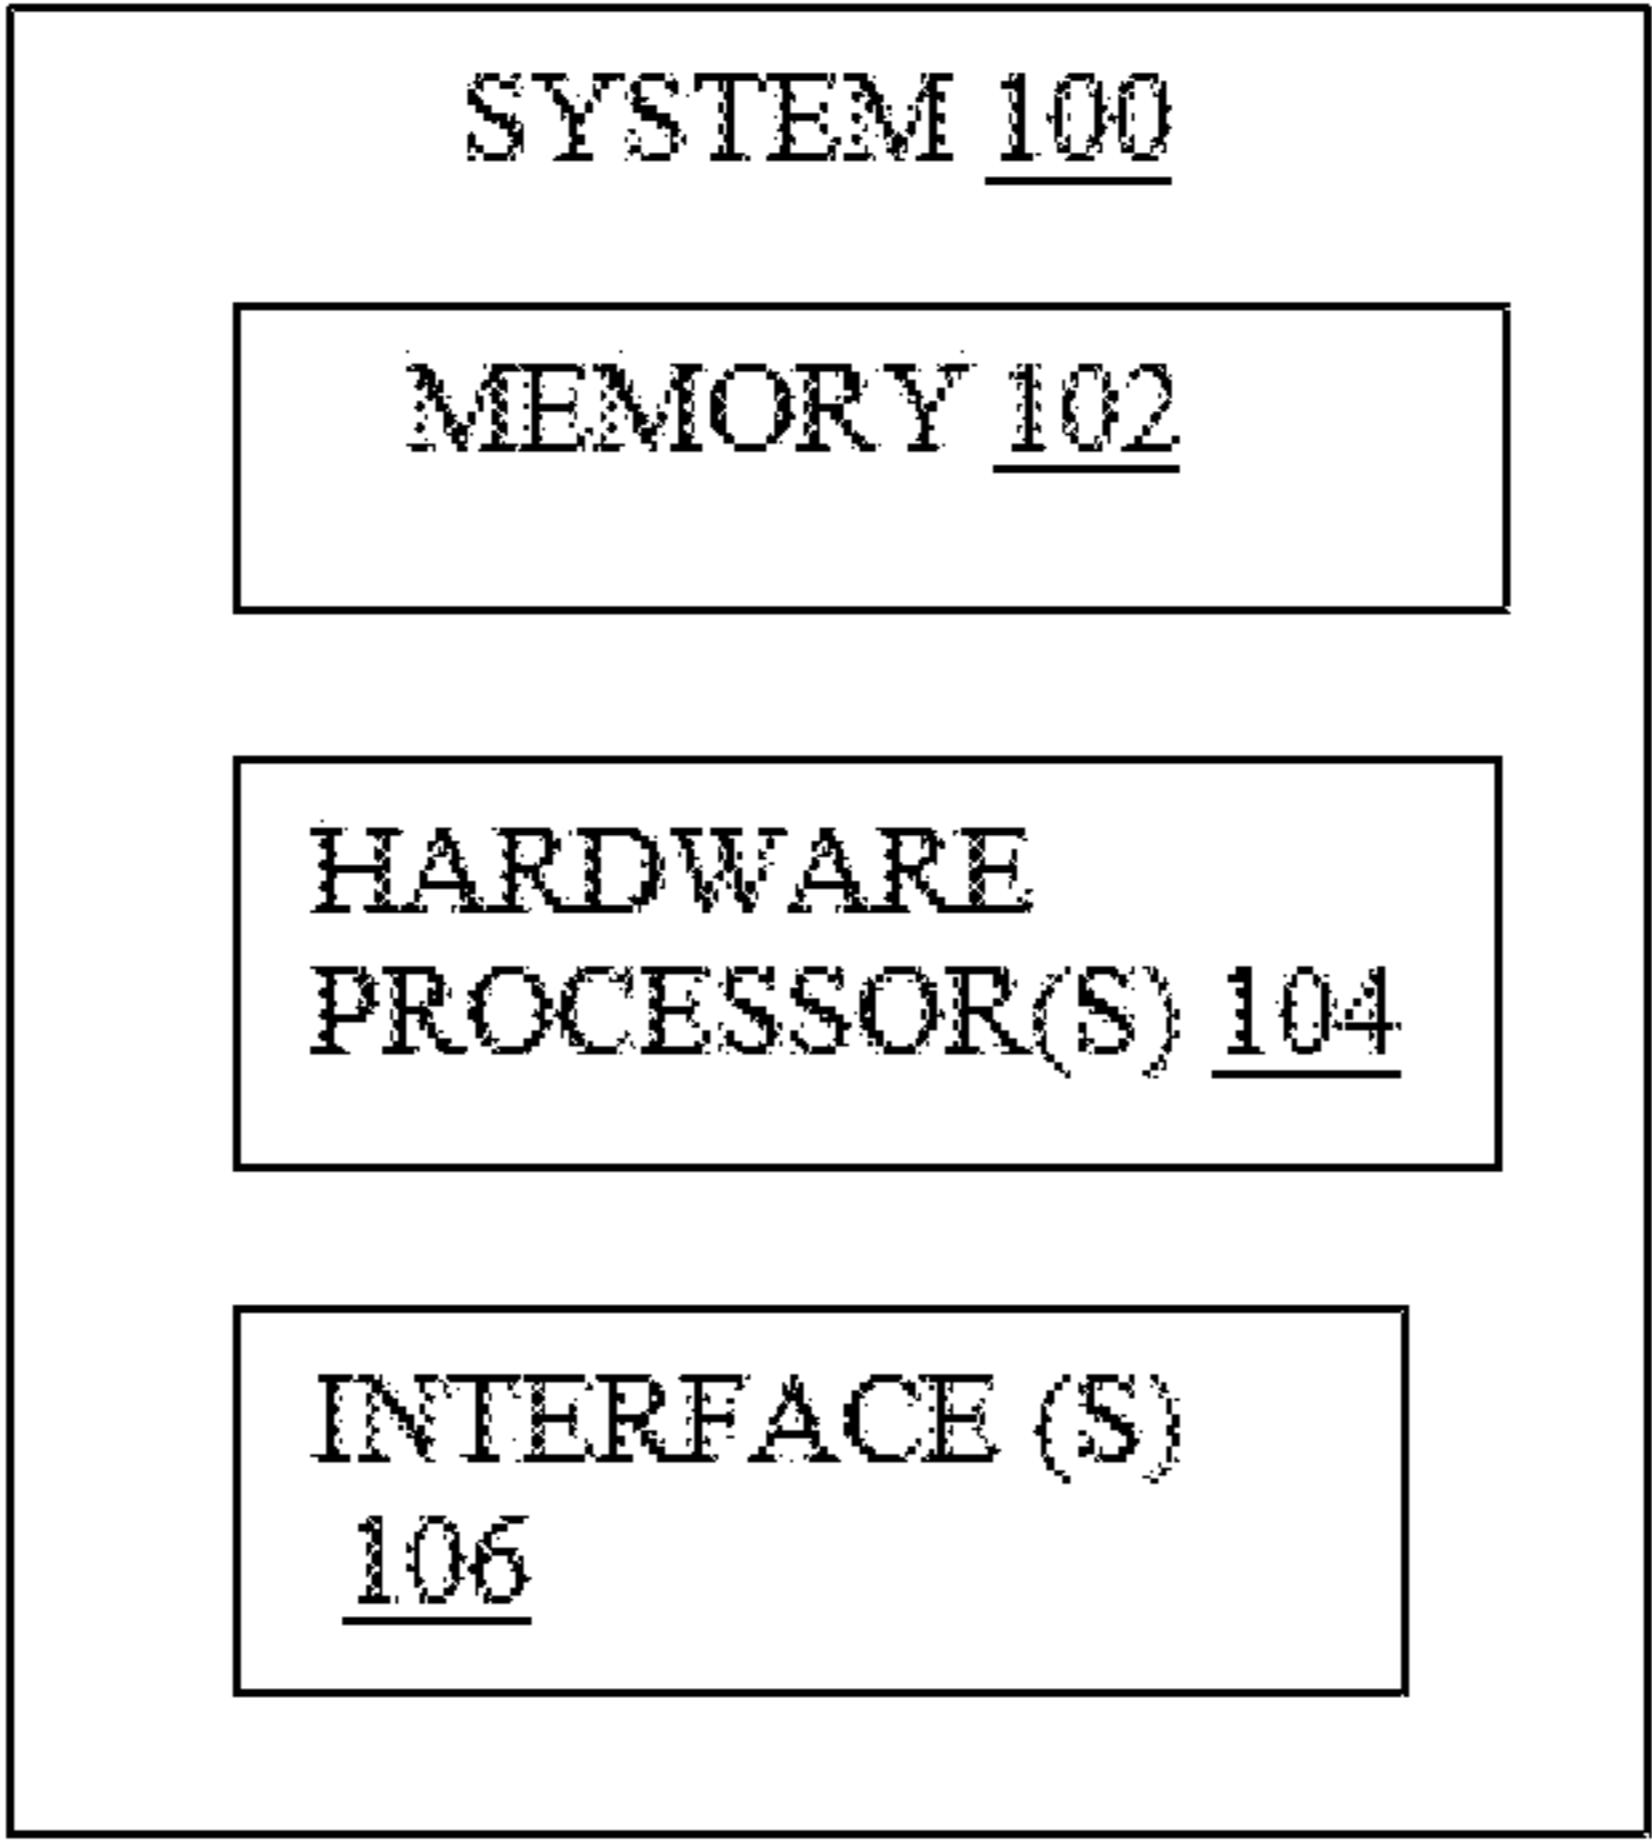 SYSTEM 100
MEMORY 102
HARDWARE
PROCESSOR(S) 104
INTERFACE (S)
106